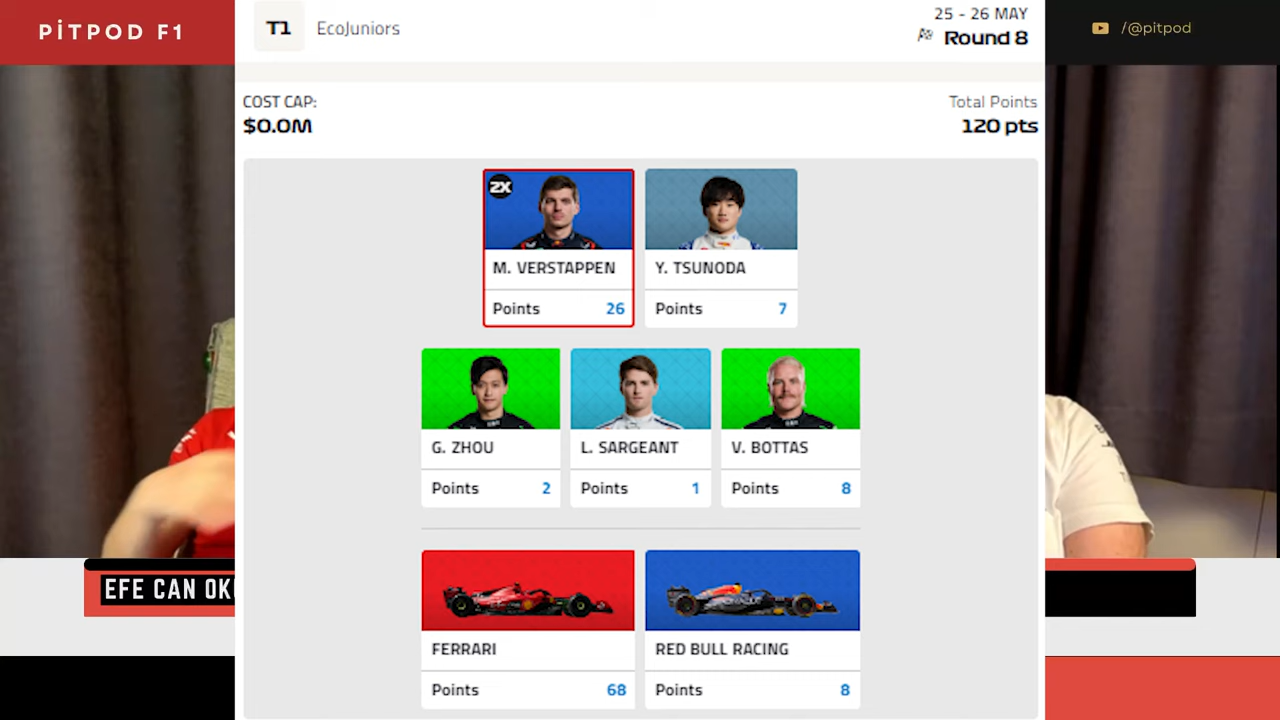 PİTPOD F1
T1
EcoJuniors
25 - 26 MAY
Round 8
/@pitpod
COST CAP:
$0.0M
Total Points
120 pts
2X
M. VERSTAPPEN
Points 26
Y. TSUNODA
Points 7
G. ZHOU
Points 2
L. SARGEANT
Points 1
V. BOTTAS
Points 8
FERRARI
Points 68
RED BULL RACING
Points 8
EFE CAN